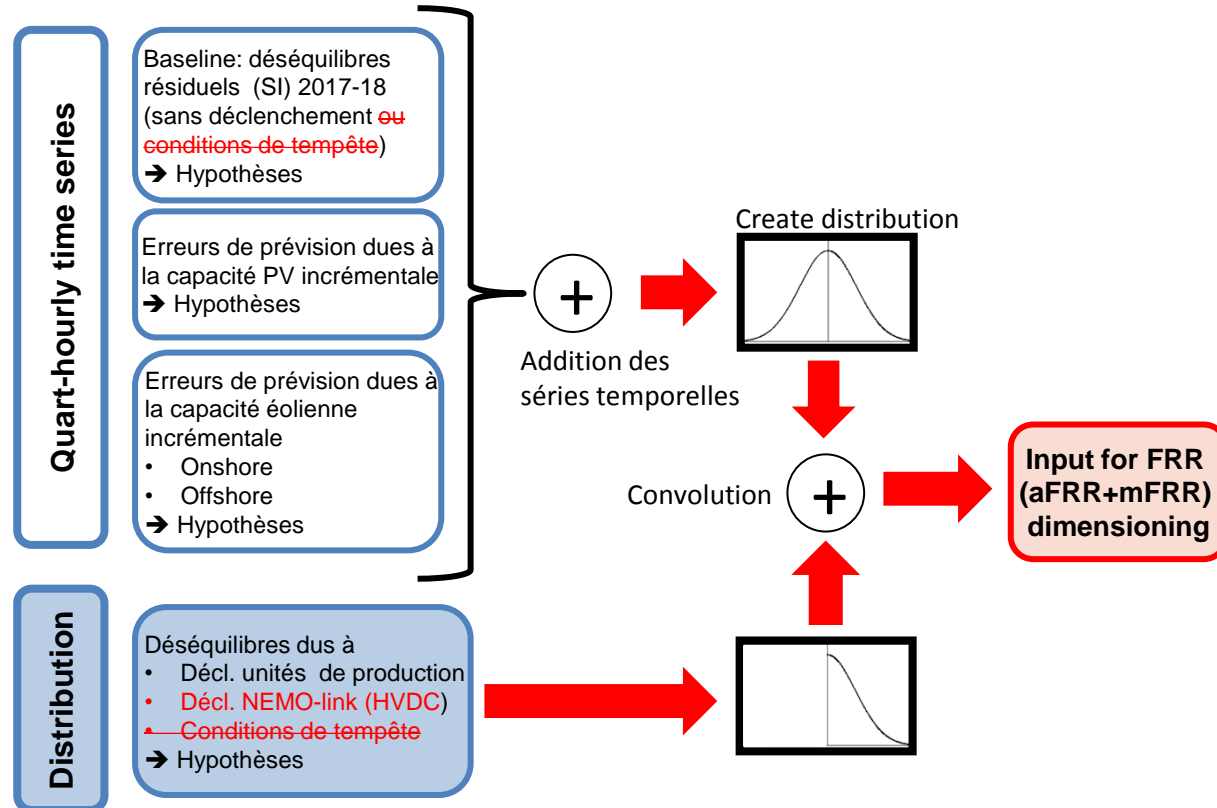 Quart-hourly time series
Baseline: déséquilibres
résiduels (SI) 2017-18
(sans déclenchement ou
conditions de tempête)
➔ Hypothèses
Erreurs de prévision dues à
la capacité PV incrémentale
➔ Hypothèses
Erreurs de prévision dues à
la capacité éolienne
incrémentale
• Onshore
• Offshore
➔ Hypothèses
+
Addition des
séries temporelles
Create distribution
Convolution
+
Input for FRR
(aFRR+mFRR)
dimensioning
Distribution
Déséquilibres dus à
• Décl. unités de production
• Décl. NEMO-link (HVDC)
• Conditions de tempête
➔ Hypothèses